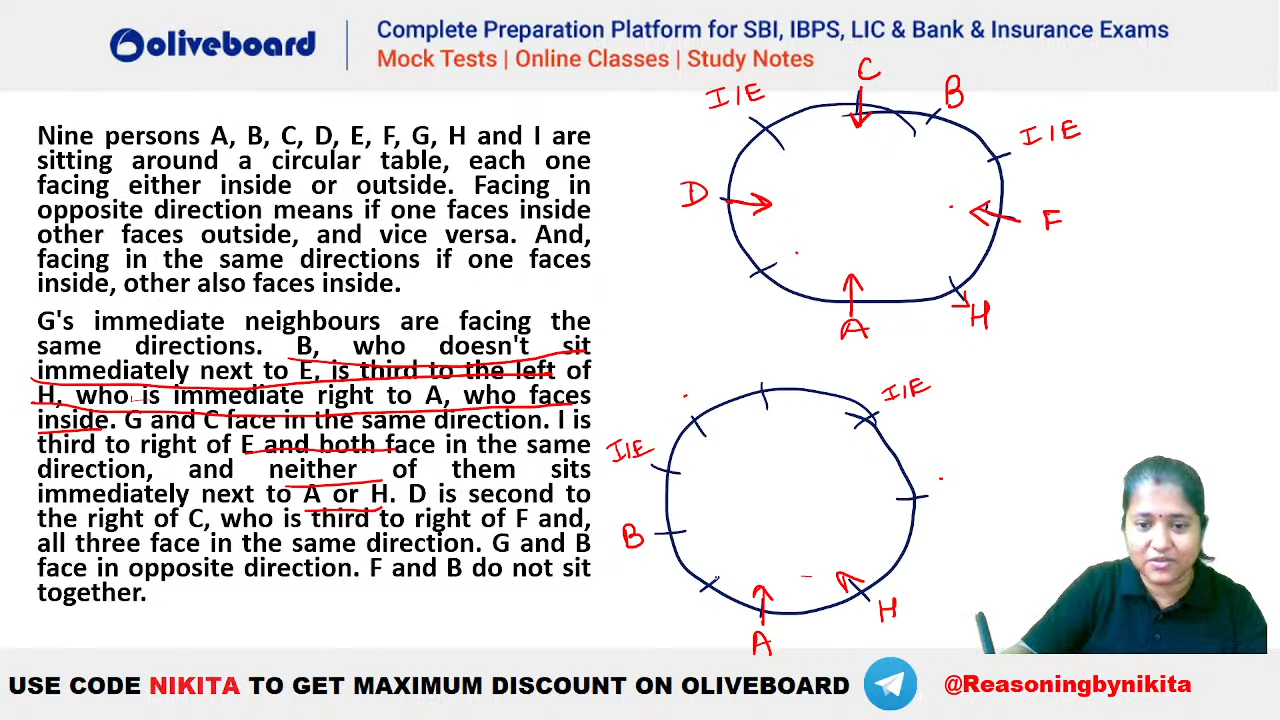 oliveboard
Complete Preparation Platform for SBI, IBPS, LIC & Bank & Insurance Exams
Mock Tests | Online Classes | Study Notes
Nine persons A, B, C, D, E, F, G, H and I are
sitting around a circular table, each one
facing either inside or outside. Facing in
opposite direction means if one faces inside
other faces outside, and vice versa. And,
facing in the same directions if one faces
inside, other also faces inside.
G's immediate neighbours are facing the
same directions. B, who doesn't sit
immediately next to E, is third to the left of
H, who is immediate right to A, who faces
inside. G and C face in the same direction. I is
third to right of E and both face in the same
direction, and neither of them sits
immediately next to A or H. D is second to
the right of C, who is third to right of F and,
all three face in the same direction. G and B
face in opposite direction. F and B do not sit
together.
C
I/E
B
I/E
D
F
H
A
I/E
I/E
B
H
A
USE CODE NIKITA TO GET MAXIMUM DISCOUNT ON OLIVEBOARD
@Reasoningbynikita